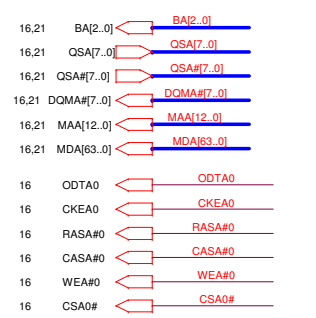 16,21 BA[2..0] BA[2..0]
16,21 QSA[7..0] QSA[7..0]
16,21 QSA#[7..0] QSA#[7..0]
16,21 DQMA#[7..0] DQMA#[7..0]
16,21 MAA[12..0] MAA[12..0]
16,21 MDA[63..0] MDA[63..0]
16 ODTA0 ODTA0
16 CKEA0 CKEA0
16 RASA#0 RASA#0
16 CASA#0 CASA#0
16 WEA#0 WEA#0
16 CSA0# CSA0#